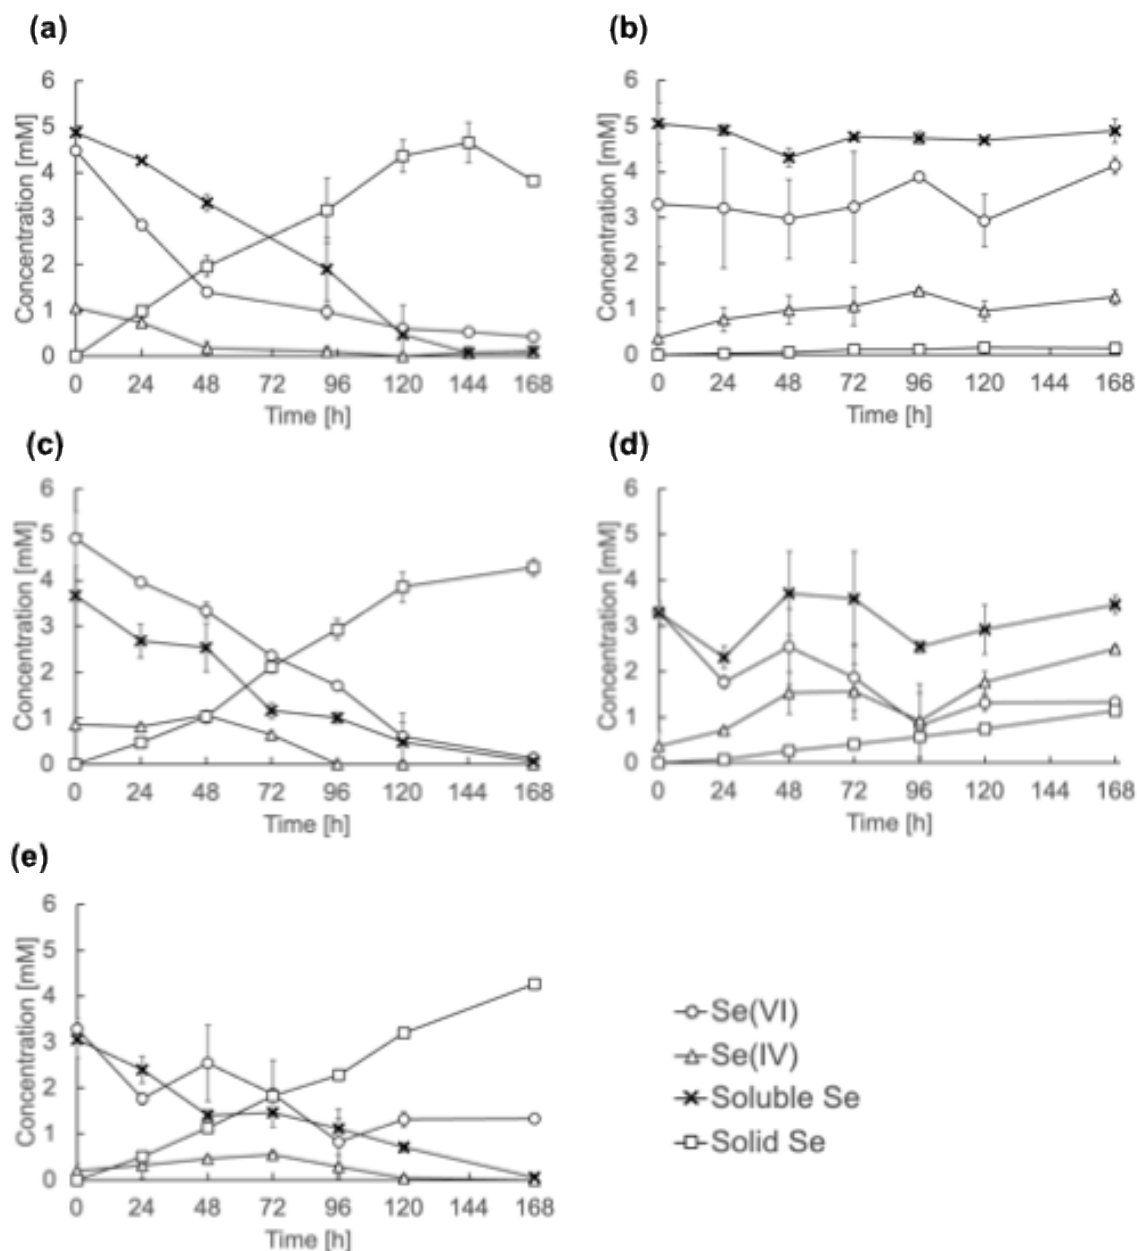 (a)
(b)
6
5
4
3
2
1
0
Concentration [mM]
0 24 48 72 96 120 144 168
Time [h]
6
5
4
3
2
1
0
Concentration [mM]
0 24 48 72 96 120 144 168
Time [h]
(c)
(d)
6
5
4
3
2
1
0
Concentration [mM]
0 24 48 72 96 120 144 168
Time [h]
6
5
4
3
2
1
0
Concentration [mM]
0 24 48 72 96 120 144 168
Time [h]
(e)
6
5
4
3
2
1
0
Concentration [mM]
0 24 48 72 96 120 144 168
Time [h]
Se(VI)
Se(IV)
Soluble Se
Solid Se